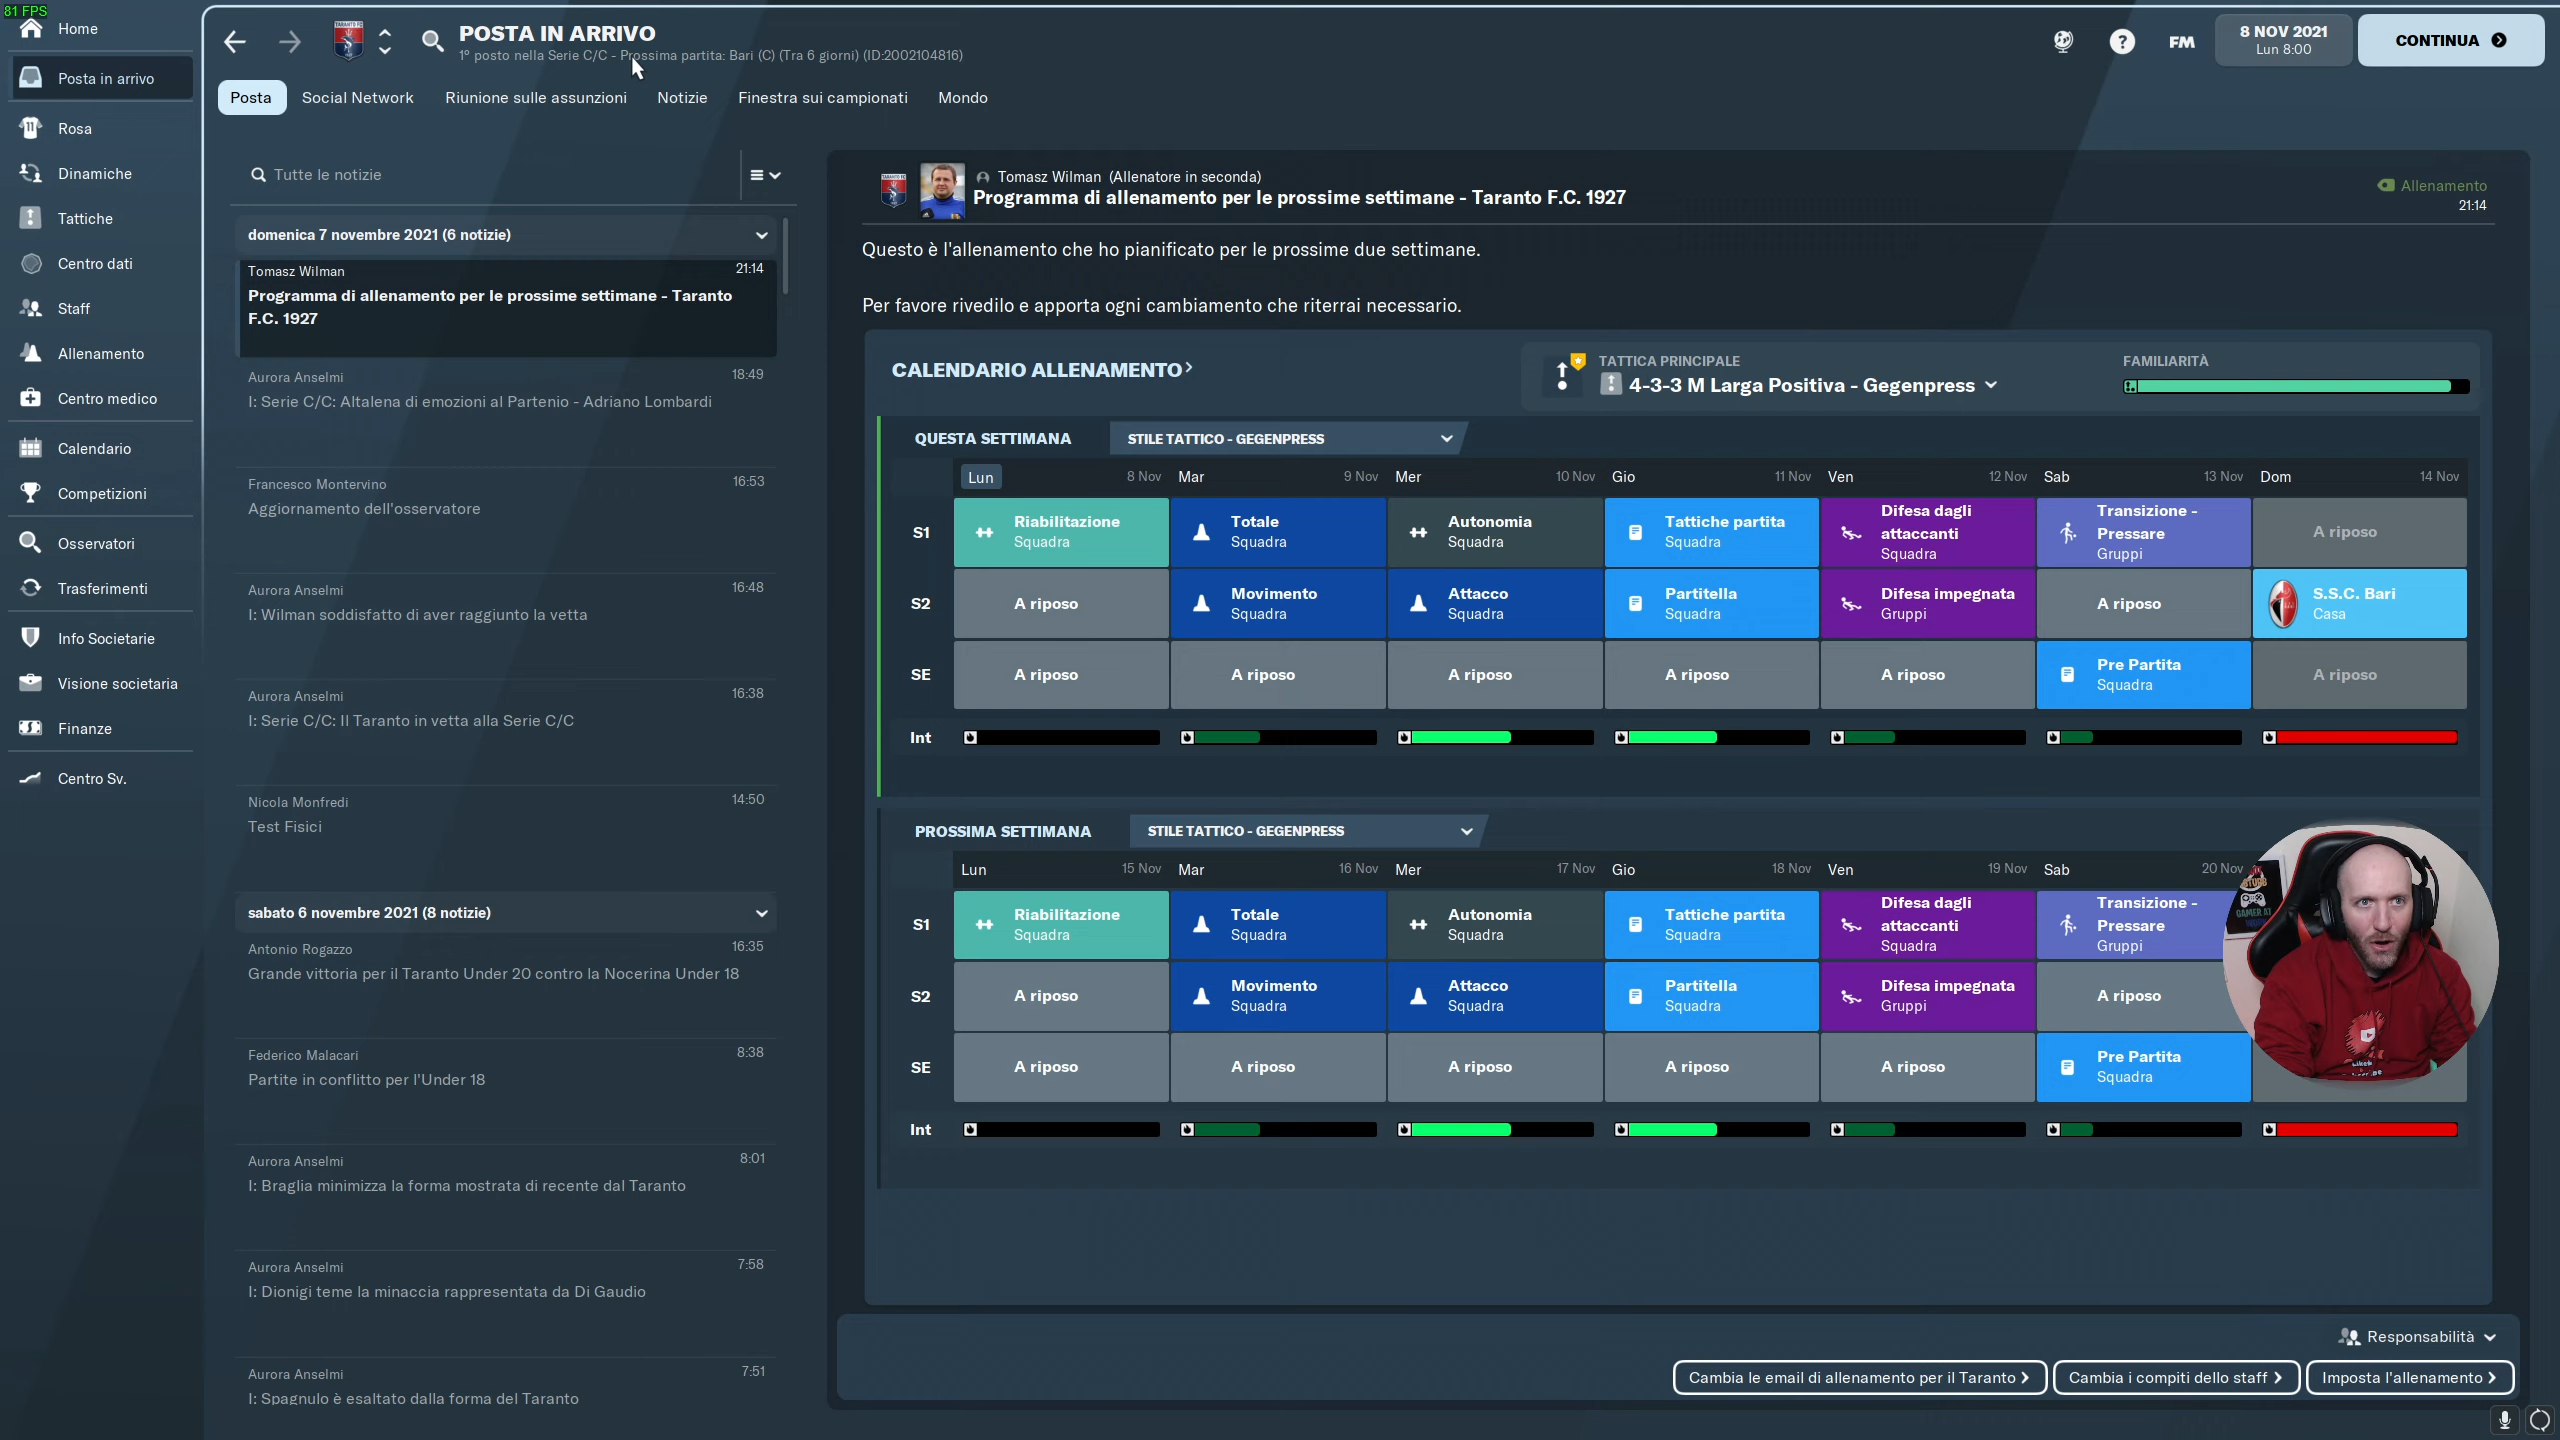 81 FPS
Home
Posta in arrivo
Rosa
Dinamiche
Tattiche
Centro dati
Staff
Allenamento
Centro medico
Calendario
Competizioni
Osservatori
Trasferimenti
Info Societarie
Visione societaria
Finanze
Centro Sv.
POSTA IN ARRIVO
1° posto nella Serie C/C - Prossima partita: Bari (C) (Tra 6 giorni) (ID:2002104816)
FM
8 NOV 2021
Lun 8:00
CONTINUA
Posta
Social Network
Riunione sulle assunzioni
Notizie
Finestra sui campionati
Mondo
Tutte le notizie
domenica 7 novembre 2021 (6 notizie)
Tomasz Wilman 21:14
Programma di allenamento per le prossime settimane - Taranto
F.C. 1927
Aurora Anselmi 18:49
I: Serie C/C: Altalena di emozioni al Partenio - Adriano Lombardi
Francesco Montervino 16:53
Aggiornamento dell'osservatore
Aurora Anselmi 16:48
I: Wilman soddisfatto di aver raggiunto la vetta
Aurora Anselmi 16:38
I: Serie C/C: Il Taranto in vetta alla Serie C/C
Nicola Monfredi 14:50
Test Fisici
sabato 6 novembre 2021 (8 notizie)
Antonio Rogazzo 16:35
Grande vittoria per il Taranto Under 20 contro la Nocerina Under 18
Federico Malacari 8:38
Partite in conflitto per l'Under 18
Aurora Anselmi 8:01
I: Braglia minimizza la forma mostrata di recente dal Taranto
Aurora Anselmi 7:58
I: Dionigi teme la minaccia rappresentata da Di Gaudio
Aurora Anselmi 7:51
I: Spagnulo è esaltato dalla forma del Taranto
Tomasz Wilman (Allenatore in seconda)
Programma di allenamento per le prossime settimane - Taranto F.C. 1927
Allenamento
21:14
Questo è l'allenamento che ho pianificato per le prossime due settimane.
Per favore rivedilo e apporta ogni cambiamento che riterrai necessario.
CALENDARIO ALLENAMENTO
TATTICA PRINCIPALE
4-3-3 M Larga Positiva - Gegenpress
FAMILIARITÀ
QUESTA SETTIMANA
STILE TATTICO - GEGENPRESS
Lun 8 Nov Mar 9 Nov Mer 10 Nov Gio 11 Nov Ven 12 Nov Sab 13 Nov Dom 14 Nov
S1
Riabilitazione
Squadra
Totale
Squadra
Autonomia
Squadra
Tattiche partita
Squadra
Difesa dagli
attaccanti
Squadra
Transizione -
Pressare
Gruppi
A riposo
S2
A riposo
Movimento
Squadra
Attacco
Squadra
Partitella
Squadra
Difesa impegnata
Gruppi
A riposo
S.S.C. Bari
Casa
SE
A riposo
A riposo
A riposo
A riposo
A riposo
Pre Partita
Squadra
A riposo
Int
PROSSIMA SETTIMANA
STILE TATTICO - GEGENPRESS
Lun 15 Nov Mar 16 Nov Mer 17 Nov Gio 18 Nov Ven 19 Nov Sab 20 Nov
S1
Riabilitazione
Squadra
Totale
Squadra
Autonomia
Squadra
Tattiche partita
Squadra
Difesa dagli
attaccanti
Squadra
Transizione -
Pressare
Gruppi
S2
A riposo
Movimento
Squadra
Attacco
Squadra
Partitella
Squadra
Difesa impegnata
Gruppi
A riposo
SE
A riposo
A riposo
A riposo
A riposo
A riposo
Pre Partita
Squadra
Int
GAMER AT
Responsabilità
Cambia le email di allenamento per il Taranto
Cambia i compiti dello staff
Imposta l'allenamento